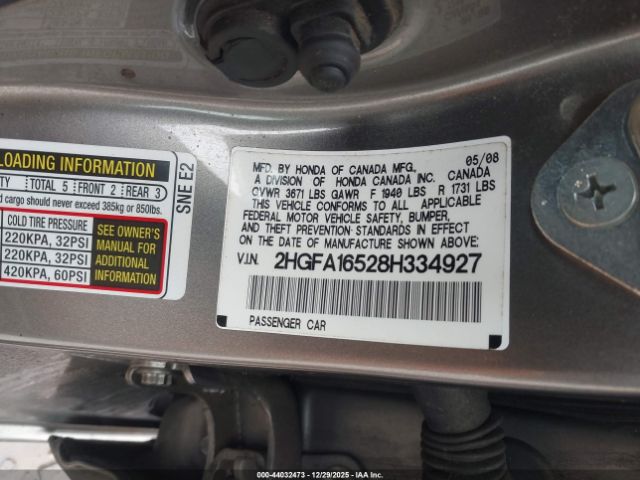 LOADING INFORMATION
TOTAL 5 FRONT 2 REAR 3
cargo should never exceed 385kg or 850lbs.
COLD TIRE PRESSURE
220KPA, 32PSI
220KPA, 32PSI
420KPA, 60PSI
SEE OWNER'S
MANUAL FOR
ADDITIONAL
INFORMATION
SNE E2
MFD. BY HONDA OF CANADA MFG. 05/08
A DIVISION OF HONDA CANADA INC. CANADA
GVWR 3671 LBS GAWR F 1940 LBS R 1731 LBS
THIS VEHICLE CONFORMS TO ALL APPLICABLE
FEDERAL MOTOR VEHICLE SAFETY, BUMPER,
AND THEFT PREVENTION STANDARDS IN EFFECT
ON THE DATE OF MANUFACTURE SHOWN ABOVE:
V.I.N. 2HGFA16528H334927
PASSENGER CAR
000-44032473 12/29/2025 - IAAI.COM